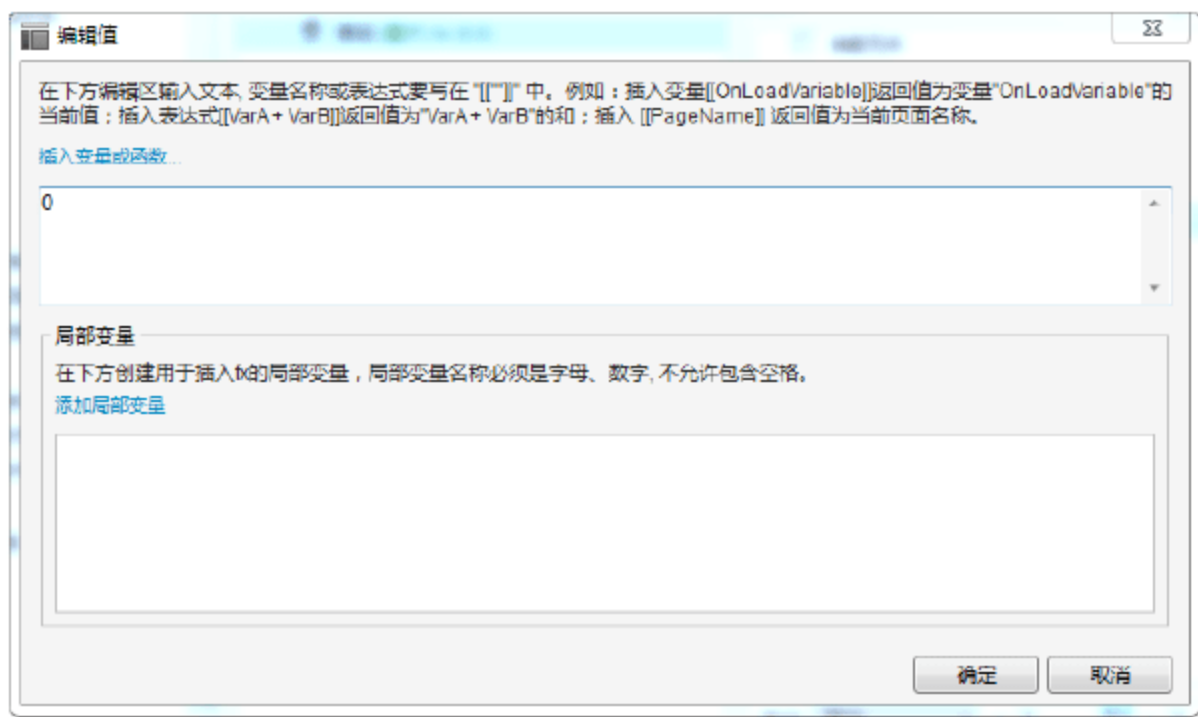 编辑值
在下方编辑区输入文本, 变量名称或表达式要写在 "[[""]]" 中。例如：插入变量[[OnLoadVariable]]返回值为变量"OnLoadVariable"的
当前值；插入表达式[[VarA + VarB]]返回值为"VarA + VarB"的和；插入 [[PageName]] 返回值为当前页面名称。
插入变量或函数...
0
局部变量
在下方创建用于插入fx的局部变量，局部变量名称必须是字母、数字, 不允许包含空格。
添加局部变量
确定
取消